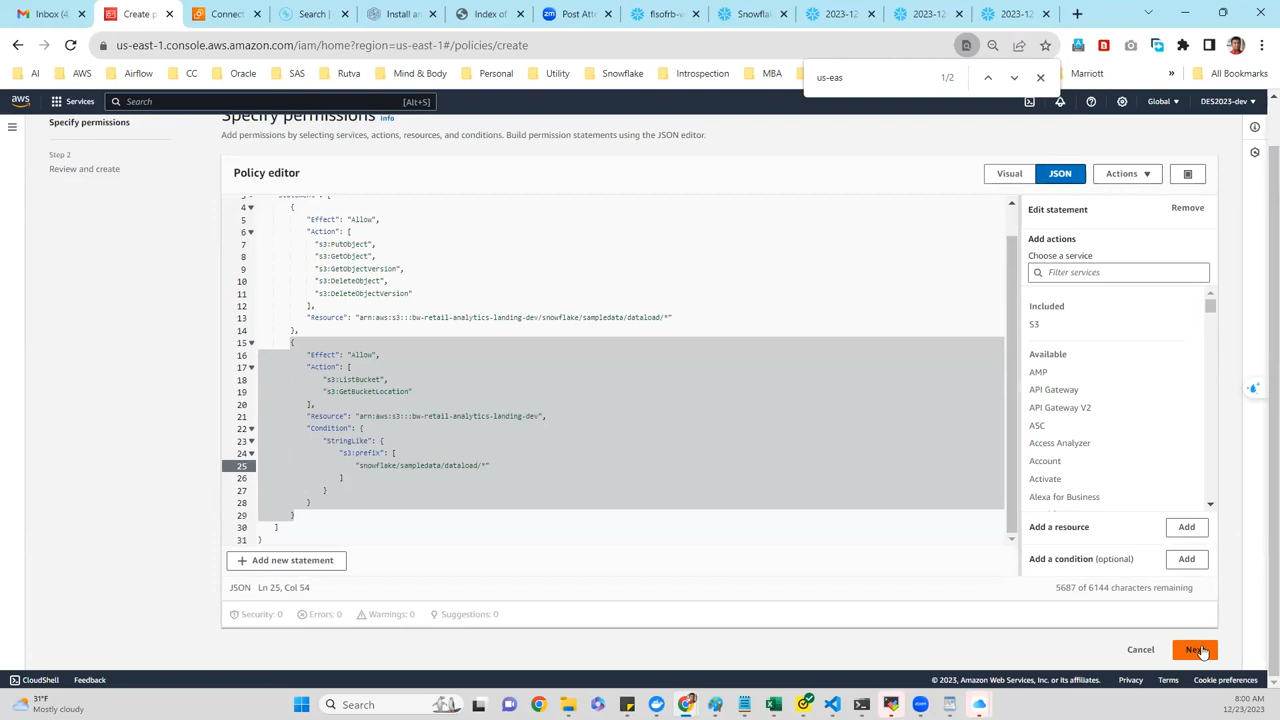 Inbox (4
Create p
Connect
Search |
Install an
Index of
Post Atte
flsofrb-w
Snowflak
2023-12
2023-12
2023-12
us-east-1.console.aws.amazon.com/iam/home?region=us-east-1#/policies/create
AI
AWS
Airflow
CC
Oracle
SAS
Rutva
Mind & Body
Personal
Utility
Snowflake
Introspection
MBA
Marriott
»
All Bookmarks
us-eas
1/2
aws
Services
Search
[Alt+S]
Global
DES2023-dev
Specify permissions
Step 2
Review and create
Specify permissions Info
Add permissions by selecting services, actions, resources, and conditions. Build permission statements using the JSON editor.
Policy editor
Visual
JSON
Actions
4 {
5 "Effect": "Allow",
6 "Action": [
7 "s3:PutObject",
8 "s3:GetObject",
9 "s3:GetObjectVersion",
10 "s3:DeleteObject",
11 "s3:DeleteObjectVersion"
12 ],
13 "Resource": "arn:aws:s3:::bw-retail-analytics-landing-dev/snowflake/sampledata/dataload/*"
14 },
15 {
16 "Effect": "Allow",
17 "Action": [
18 "s3:ListBucket",
19 "s3:GetBucketLocation"
20 ],
21 "Resource": "arn:aws:s3:::bw-retail-analytics-landing-dev",
22 "Condition": {
23 "StringLike": {
24 "s3:prefix": [
25 "snowflake/sampledata/dataload/*"
26 ]
27 }
28 }
29 }
30 ]
31 }
Add new statement
JSON Ln 25, Col 54
5687 of 6144 characters remaining
Security: 0
Errors: 0
Warnings: 0
Suggestions: 0
Edit statement
Remove
Add actions
Choose a service
Filter services
Included
S3
Available
AMP
API Gateway
API Gateway V2
ASC
Access Analyzer
Account
Activate
Alexa for Business
Add a resource
Add
Add a condition (optional)
Add
Cancel
Next
CloudShell
Feedback
© 2023, Amazon Web Services, Inc. or its affiliates.
Privacy
Terms
Cookie preferences
31°F
Mostly cloudy
Search
8:00 AM
12/23/2023